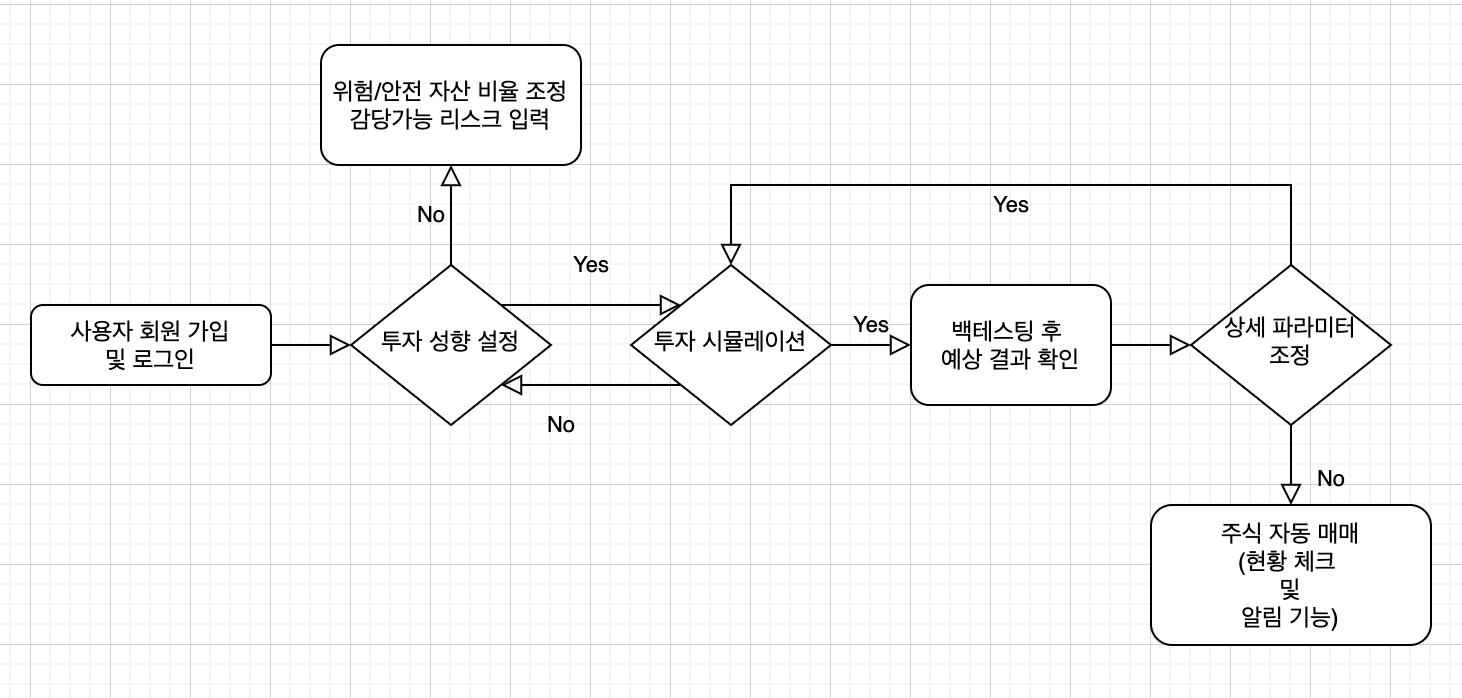 위험/안전 자산 비율 조정
감당가능 리스크 입력
No
Yes
Yes
사용자 회원 가입
및 로그인
투자 성향 설정
투자 시뮬레이션
Yes
백테스팅 후
예상 결과 확인
상세 파라미터
조정
No
No
주식 자동 매매
(현황 체크
및
알림 기능)